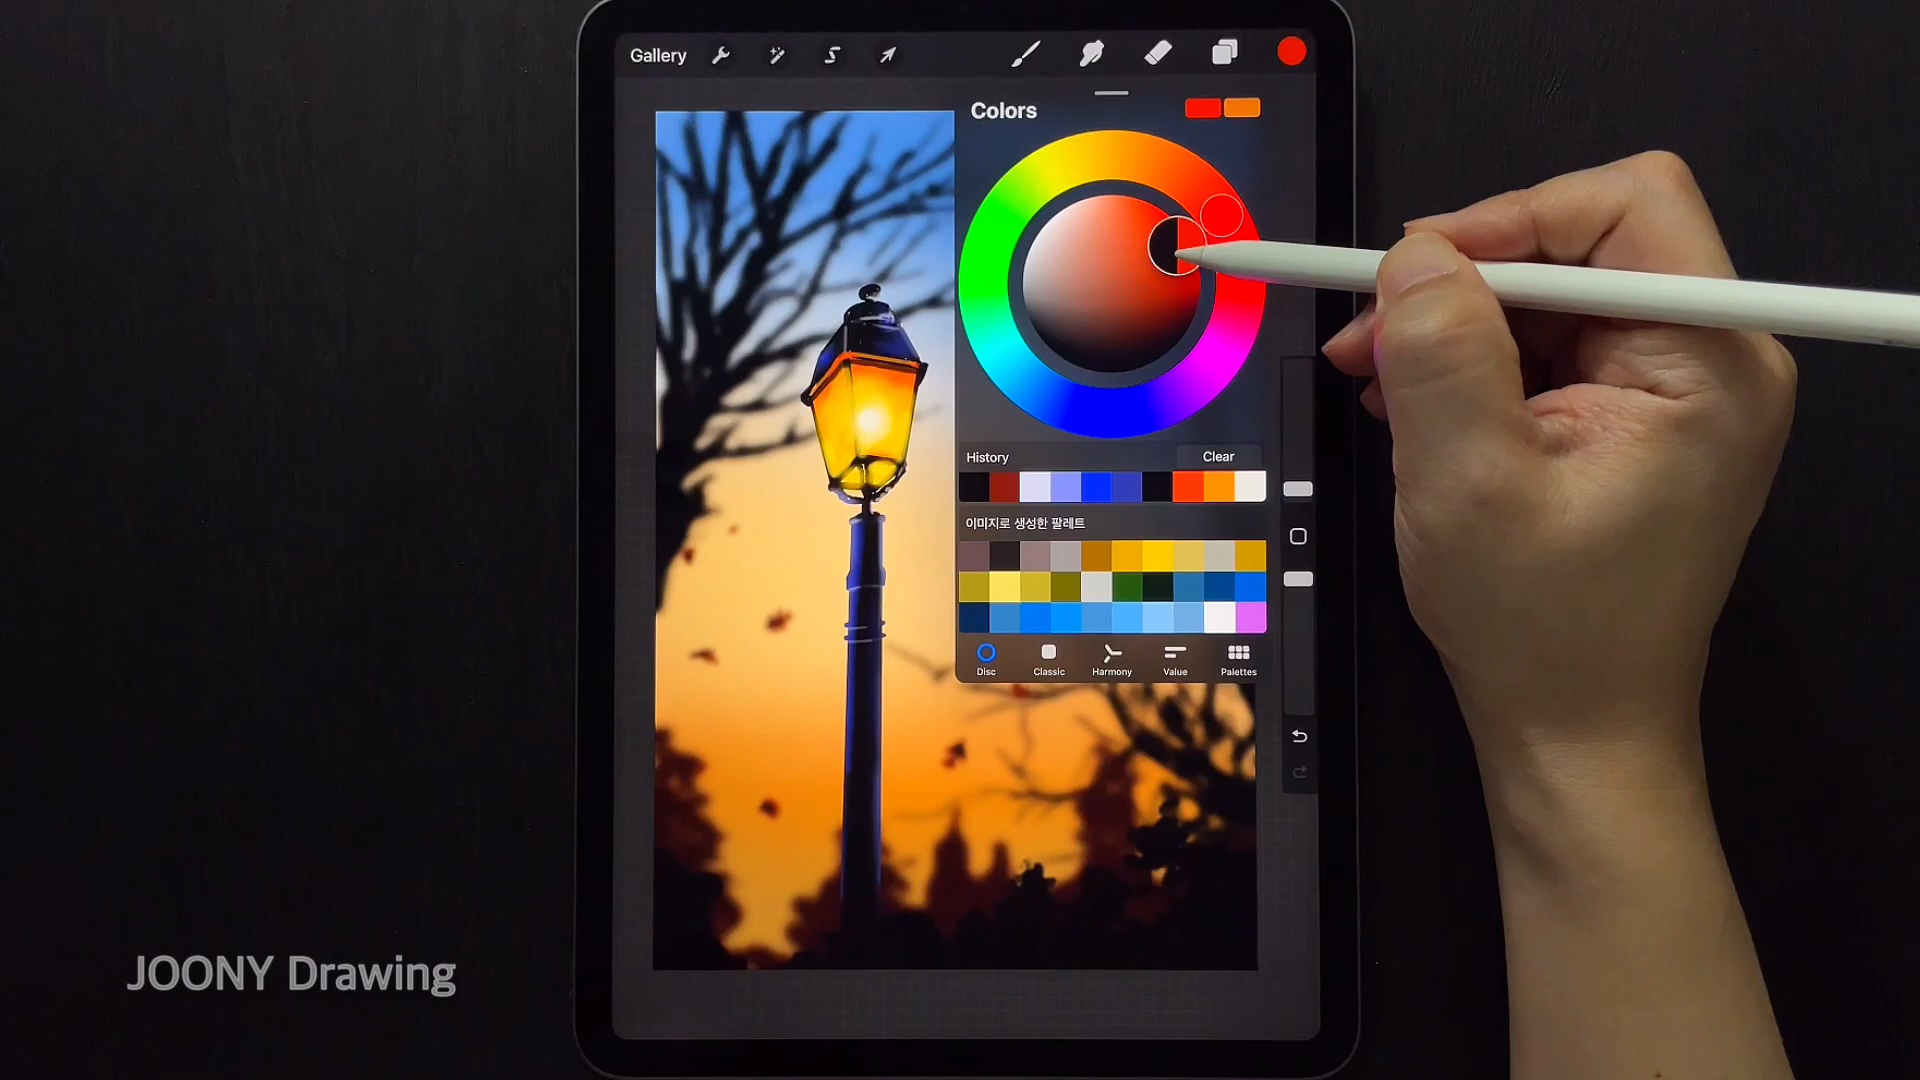 Gallery
Colors
History
Clear
이미지로 생성한 팔레트
Disc
Classic
Harmony
Value
Palettes
JOONY Drawing